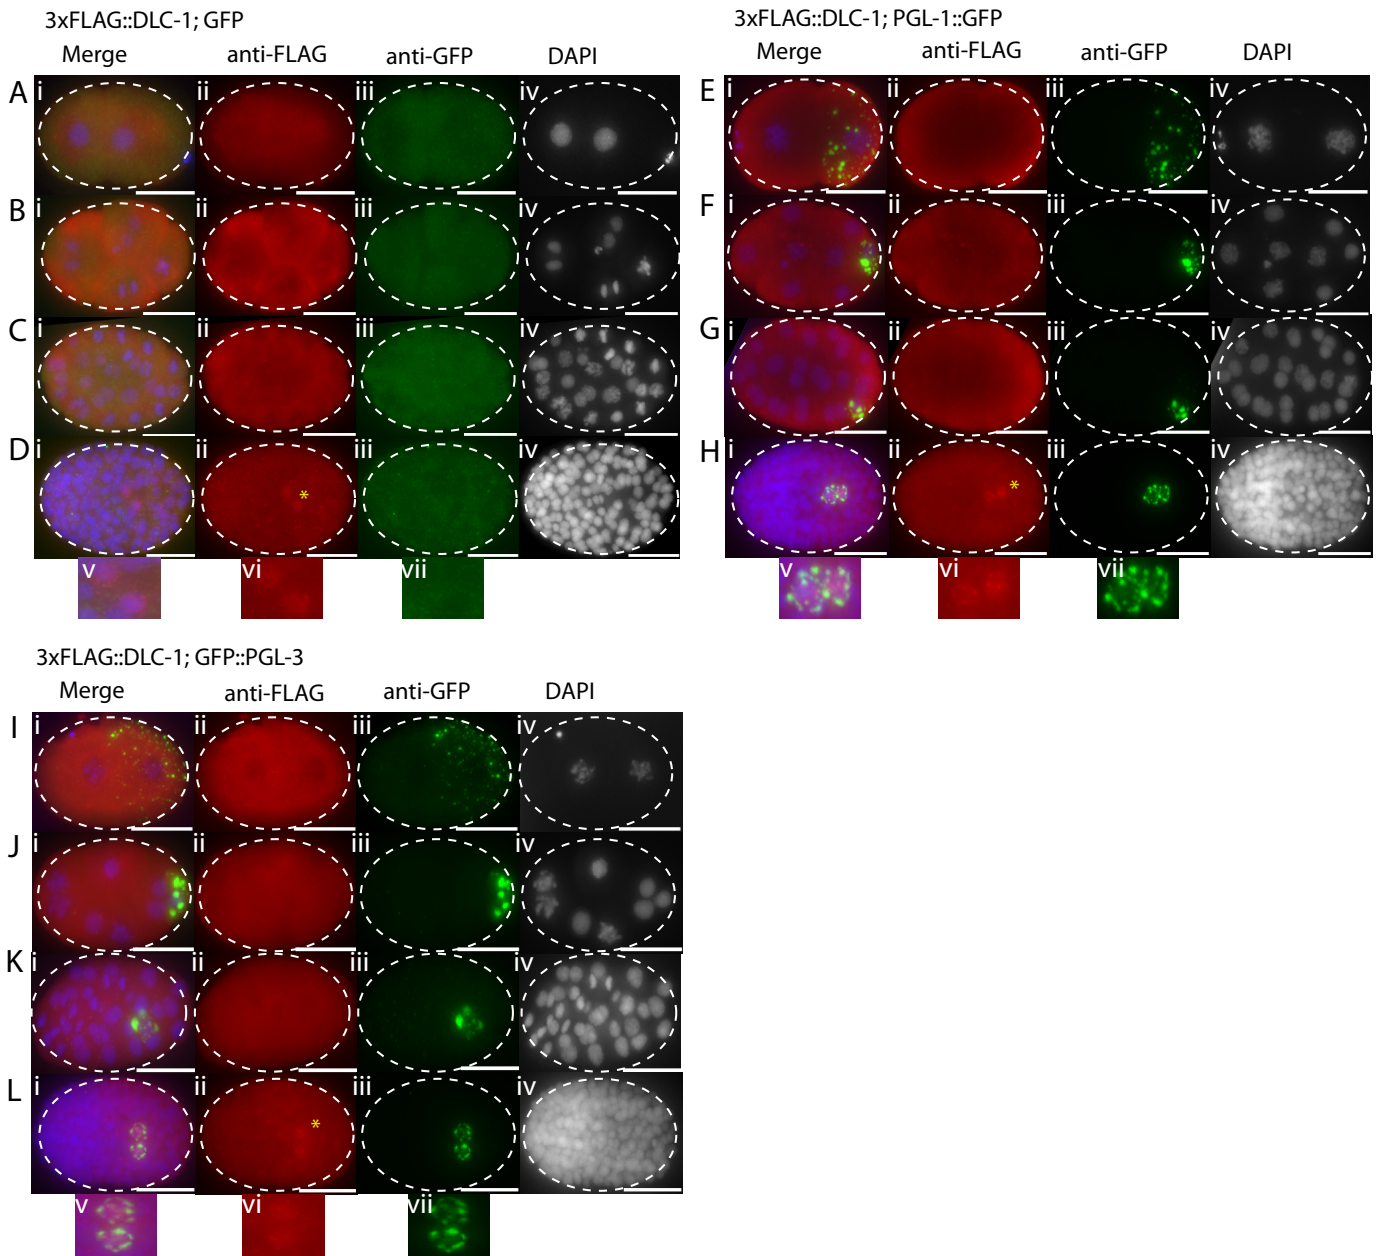 3xFLAG::DLC-1; GFP
Merge anti-FLAG anti-GFP DAPI
A i ii iii iv
B i ii iii iv
C i ii iii iv
D i ii iii iv
* 
v vi vii
3xFLAG::DLC-1; PGL-1::GFP
Merge anti-FLAG anti-GFP DAPI
E i ii iii iv
F i ii iii iv
G i ii iii iv
H i ii iii iv
*
v vi vii
3xFLAG::DLC-1; GFP::PGL-3
Merge anti-FLAG anti-GFP DAPI
I i ii iii iv
J i ii iii iv
K i ii iii iv
L i ii iii iv
*
v vi vii